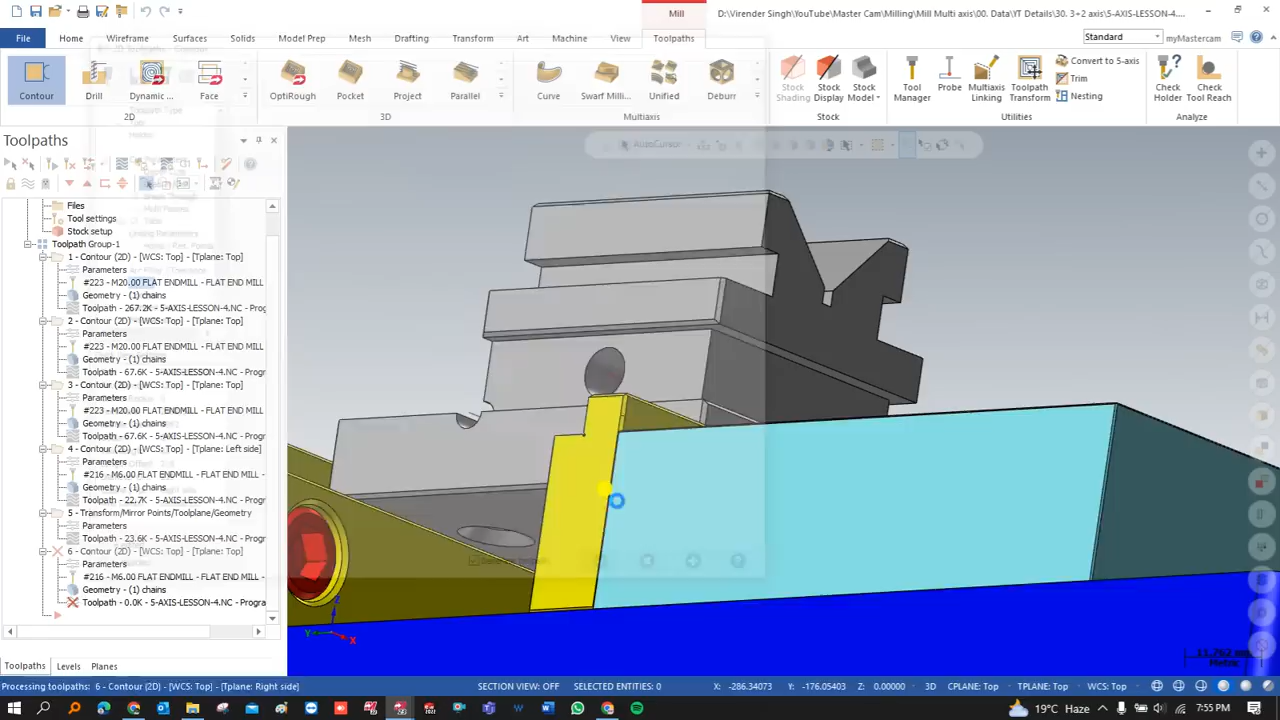 Mill
D:\Virender Singh\YouTube\Master Cam\Milling\Mill Multi axis\00. Data\YT Details\30. 3+2 axis\5-AXIS-LESSON-4....
File Home Wireframe Surfaces Solids Model Prep Mesh Drafting Transform Art Machine View Toolpaths
Standard myMastercam
Contour Drill Dynamic ... Face
OptiRough Pocket Project Parallel
Curve Swarf Milli... Unified Deburr
Stock Shading Stock Display Stock Model
Tool Manager Probe Multiaxis Linking Toolpath Transform
Convert to 5-axis
Trim
Nesting
Check Holder Check Tool Reach
2D 3D Multiaxis Stock Utilities Analyze
Toolpaths
AutoCursor
Files
Tool settings
Stock setup
Toolpath Group-1
1 - Contour (2D) - [WCS: Top] - [Tplane: Top]
Parameters
#223 - M20.00 FLAT ENDMILL - FLAT END MILL
Geometry - (1) chains
Toolpath - 267.2K - 5-AXIS-LESSON-4.NC - Prog
2 - Contour (2D) - [WCS: Top] - [Tplane: Top]
Parameters
#223 - M20.00 FLAT ENDMILL - FLAT END MILL
Geometry - (1) chains
Toolpath - 67.6K - 5-AXIS-LESSON-4.NC - Progra
3 - Contour (2D) - [WCS: Top] - [Tplane: Top]
Parameters
#223 - M20.00 FLAT ENDMILL - FLAT END MILL
Geometry - (1) chains
Toolpath - 67.6K - 5-AXIS-LESSON-4.NC - Progra
4 - Contour (2D) - [WCS: Top] - [Tplane: Left side]
Parameters
#216 - M6.00 FLAT ENDMILL - FLAT END MILL -
Geometry - (1) chains
Toolpath - 22.7K - 5-AXIS-LESSON-4.NC - Progra
5 - Transform/Mirror Points/Toolplane/Geometry
Parameters
Toolpath - 23.6K - 5-AXIS-LESSON-4.NC - Progra
6 - Contour (2D) - [WCS: Top] - [Tplane: Top]
Parameters
#216 - M6.00 FLAT ENDMILL - FLAT END MILL -
Geometry - (1) chains
Toolpath - 0.0K - 5-AXIS-LESSON-4.NC - Progra
Z
Y X
11.762 mm
Metric
Toolpaths Levels Planes
Processing toolpaths: 6 - Contour (2D) - [WCS: Top] - [Tplane: Right side]
SECTION VIEW: OFF SELECTED ENTITIES: 0 X: -286.34073 Y: -176.05403 Z: 0.00000 3D CPLANE: Top TPLANE: Top WCS: Top
19°C Haze 7:55 PM